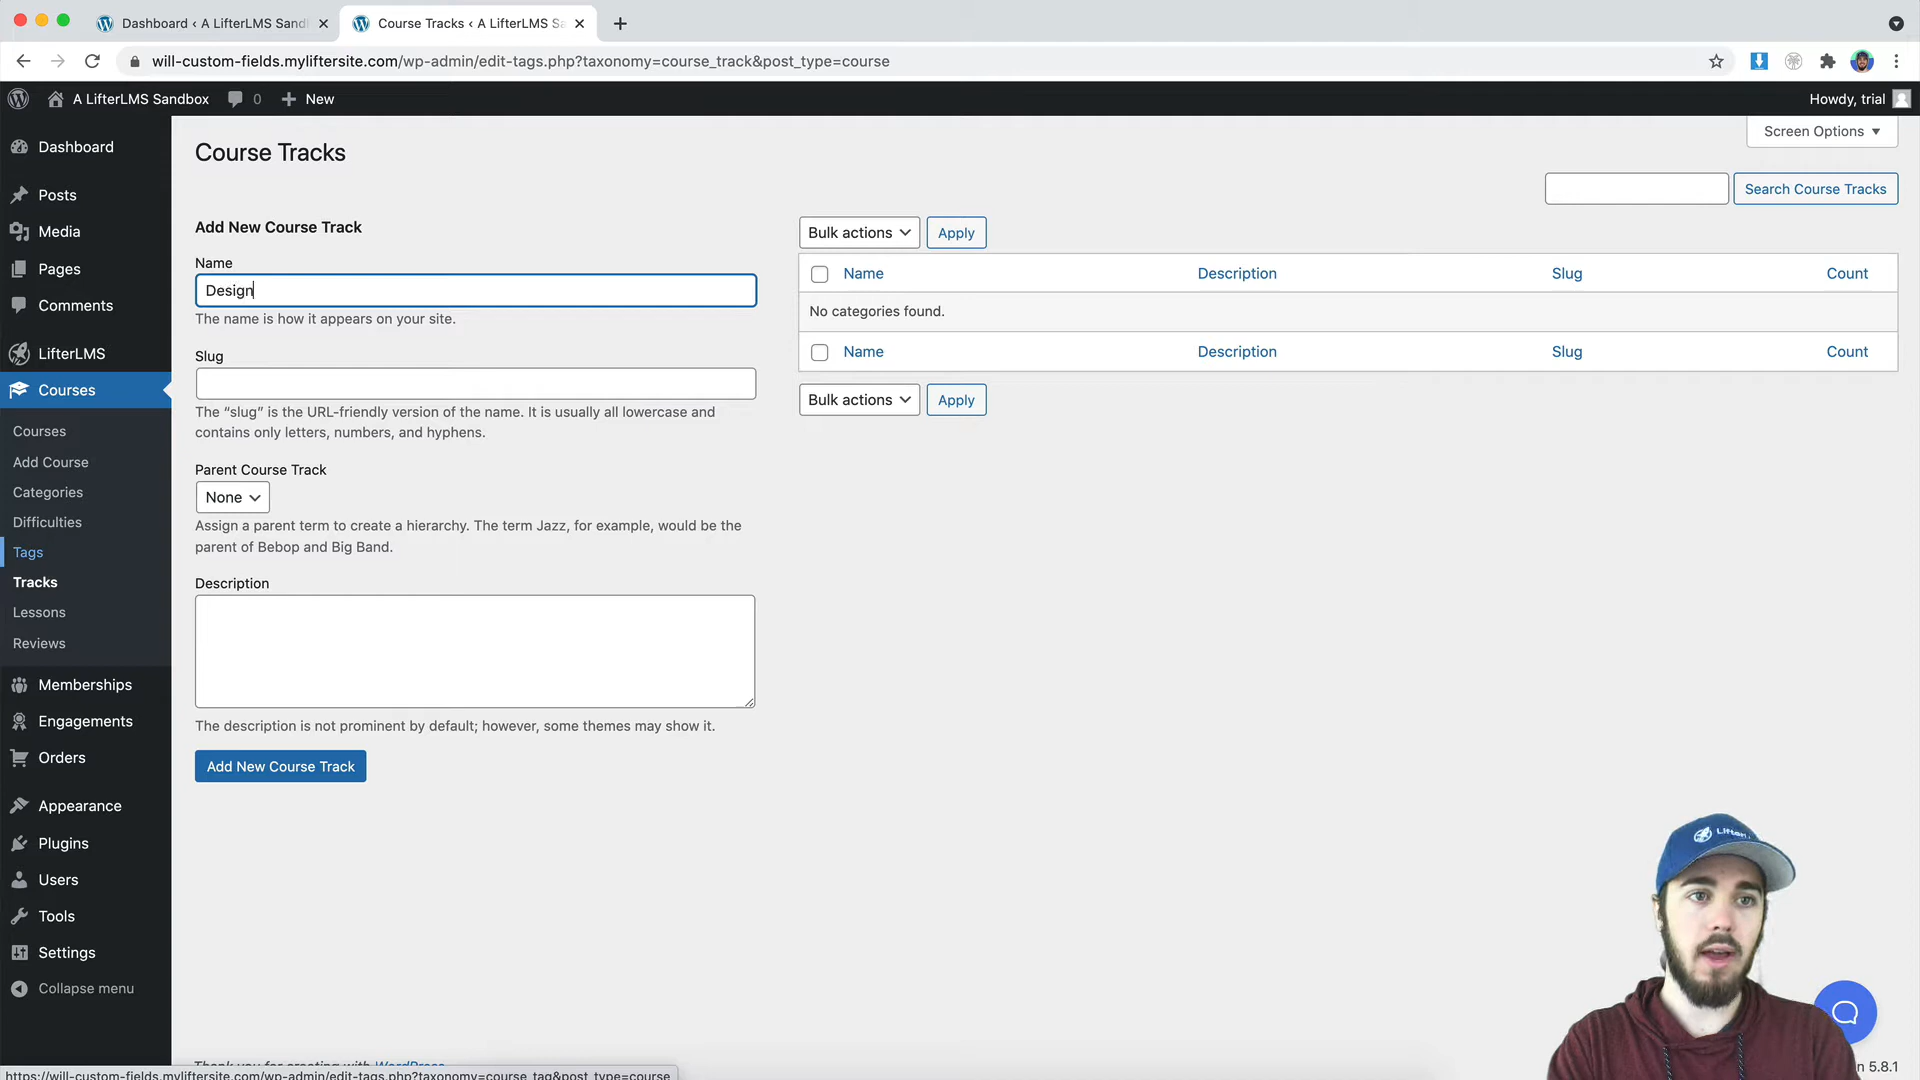 Dashboard ‹ A LifterLMS Sand
Course Tracks ‹ A LifterLMS Sa
will-custom-fields.myliftersite.com/wp-admin/edit-tags.php?taxonomy=course_track&post_type=course
A LifterLMS Sandbox
0
New
Howdy, trial
Screen Options
Dashboard
Posts
Media
Pages
Comments
LifterLMS
Courses
Courses
Add Course
Categories
Difficulties
Tags
Tracks
Lessons
Reviews
Memberships
Engagements
Orders
Appearance
Plugins
Users
Tools
Settings
Collapse menu
Course Tracks
Search Course Tracks
Add New Course Track
Name
Design
The name is how it appears on your site.
Slug
The “slug” is the URL-friendly version of the name. It is usually all lowercase and
contains only letters, numbers, and hyphens.
Parent Course Track
None
Assign a parent term to create a hierarchy. The term Jazz, for example, would be the
parent of Bebop and Big Band.
Description
The description is not prominent by default; however, some themes may show it.
Add New Course Track
Bulk actions
Apply
Name Description Slug Count
No categories found.
Name Description Slug Count
Bulk actions
Apply
Thank you for creating with WordPress
n 5.8.1
https://will-custom-fields.myliftersite.com/wp-admin/edit-tags.php?taxonomy=course_tag&post_type=course